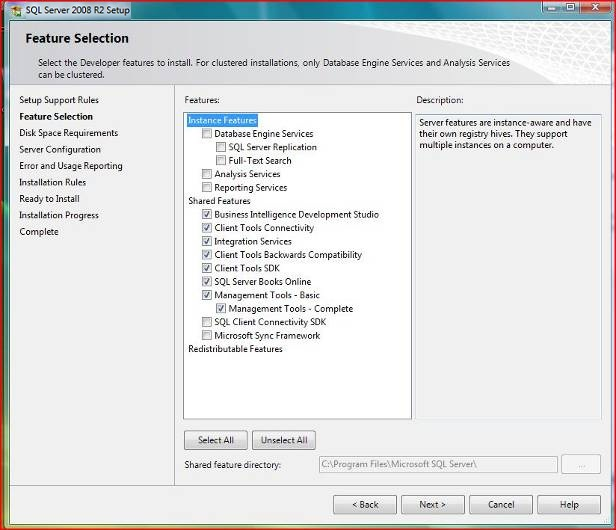 SQL Server 2008 R2 Setup
Feature Selection
Select the Developer features to install. For clustered installations, only Database Engine Services and Analysis Services
can be clustered.
Setup Support Rules
Feature Selection
Disk Space Requirements
Server Configuration
Error and Usage Reporting
Installation Rules
Ready to Install
Installation Progress
Complete
Features:
Instance Features
Database Engine Services
SQL Server Replication
Full-Text Search
Analysis Services
Reporting Services
Shared Features
Business Intelligence Development Studio
Client Tools Connectivity
Integration Services
Client Tools Backwards Compatibility
Client Tools SDK
SQL Server Books Online
Management Tools - Basic
Management Tools - Complete
SQL Client Connectivity SDK
Microsoft Sync Framework
Redistributable Features
Description:
Server features are instance-aware and have
their own registry hives. They support
multiple instances on a computer.
Select All
Unselect All
Shared feature directory:
C:\Program Files\Microsoft SQL Server\
...
< Back
Next >
Cancel
Help